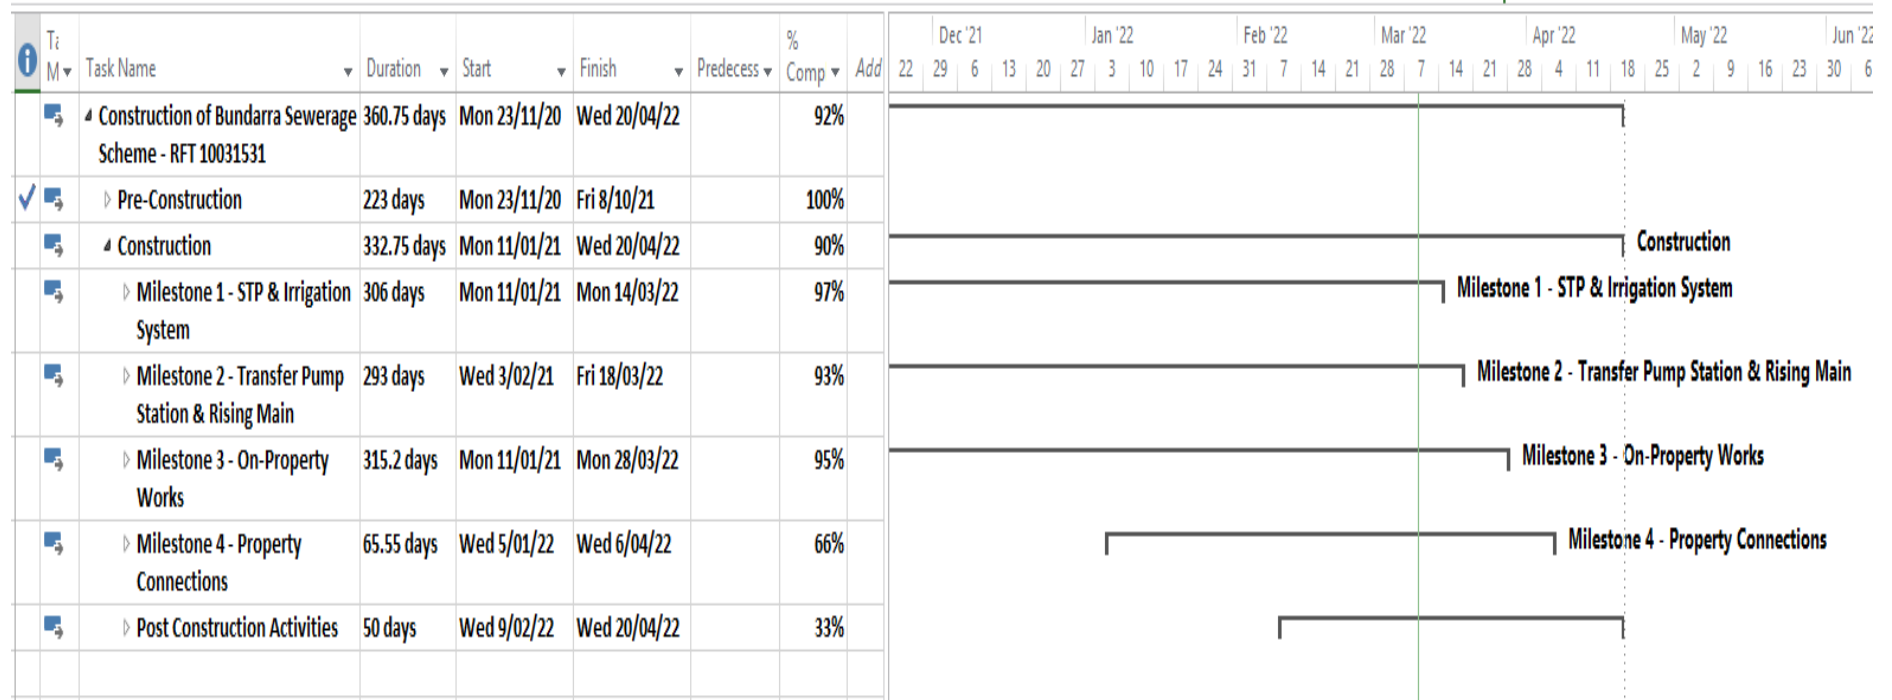 Dec '21 Jan '22 Feb '22 Mar '22 Apr '22 May '22 Jun '22
% 
Task Name Duration Start Finish Predecess Comp Add 22 29 6 13 20 27 3 10 17 24 31 7 14 21 28 7 14 21 28 4 11 18 25 2 9 16 23 30 6
M
Construction of Bundarra Sewerage 360.75 days Mon 23/11/20 Wed 20/04/22 92%
Scheme - RFT 10031531
Pre-Construction 223 days Mon 23/11/20 Fri 8/10/21 100%
Construction 332.75 days Mon 11/01/21 Wed 20/04/22 90% Construction
Milestone 1 - STP & Irrigation 306 days Mon 11/01/21 Mon 14/03/22 97% Milestone 1 - STP & Irrigation System
System
Milestone 2 - Transfer Pump 293 days Wed 3/02/21 Fri 18/03/22 93% Milestone 2 - Transfer Pump Station & Rising Main
Station & Rising Main
Milestone 3 - On-Property 315.2 days Mon 11/01/21 Mon 28/03/22 95% Milestone 3 - On-Property Works
Works
Milestone 4 - Property 65.55 days Wed 5/01/22 Wed 6/04/22 66% Milestone 4 - Property Connections
Connections
Post Construction Activities 50 days Wed 9/02/22 Wed 20/04/22 33%